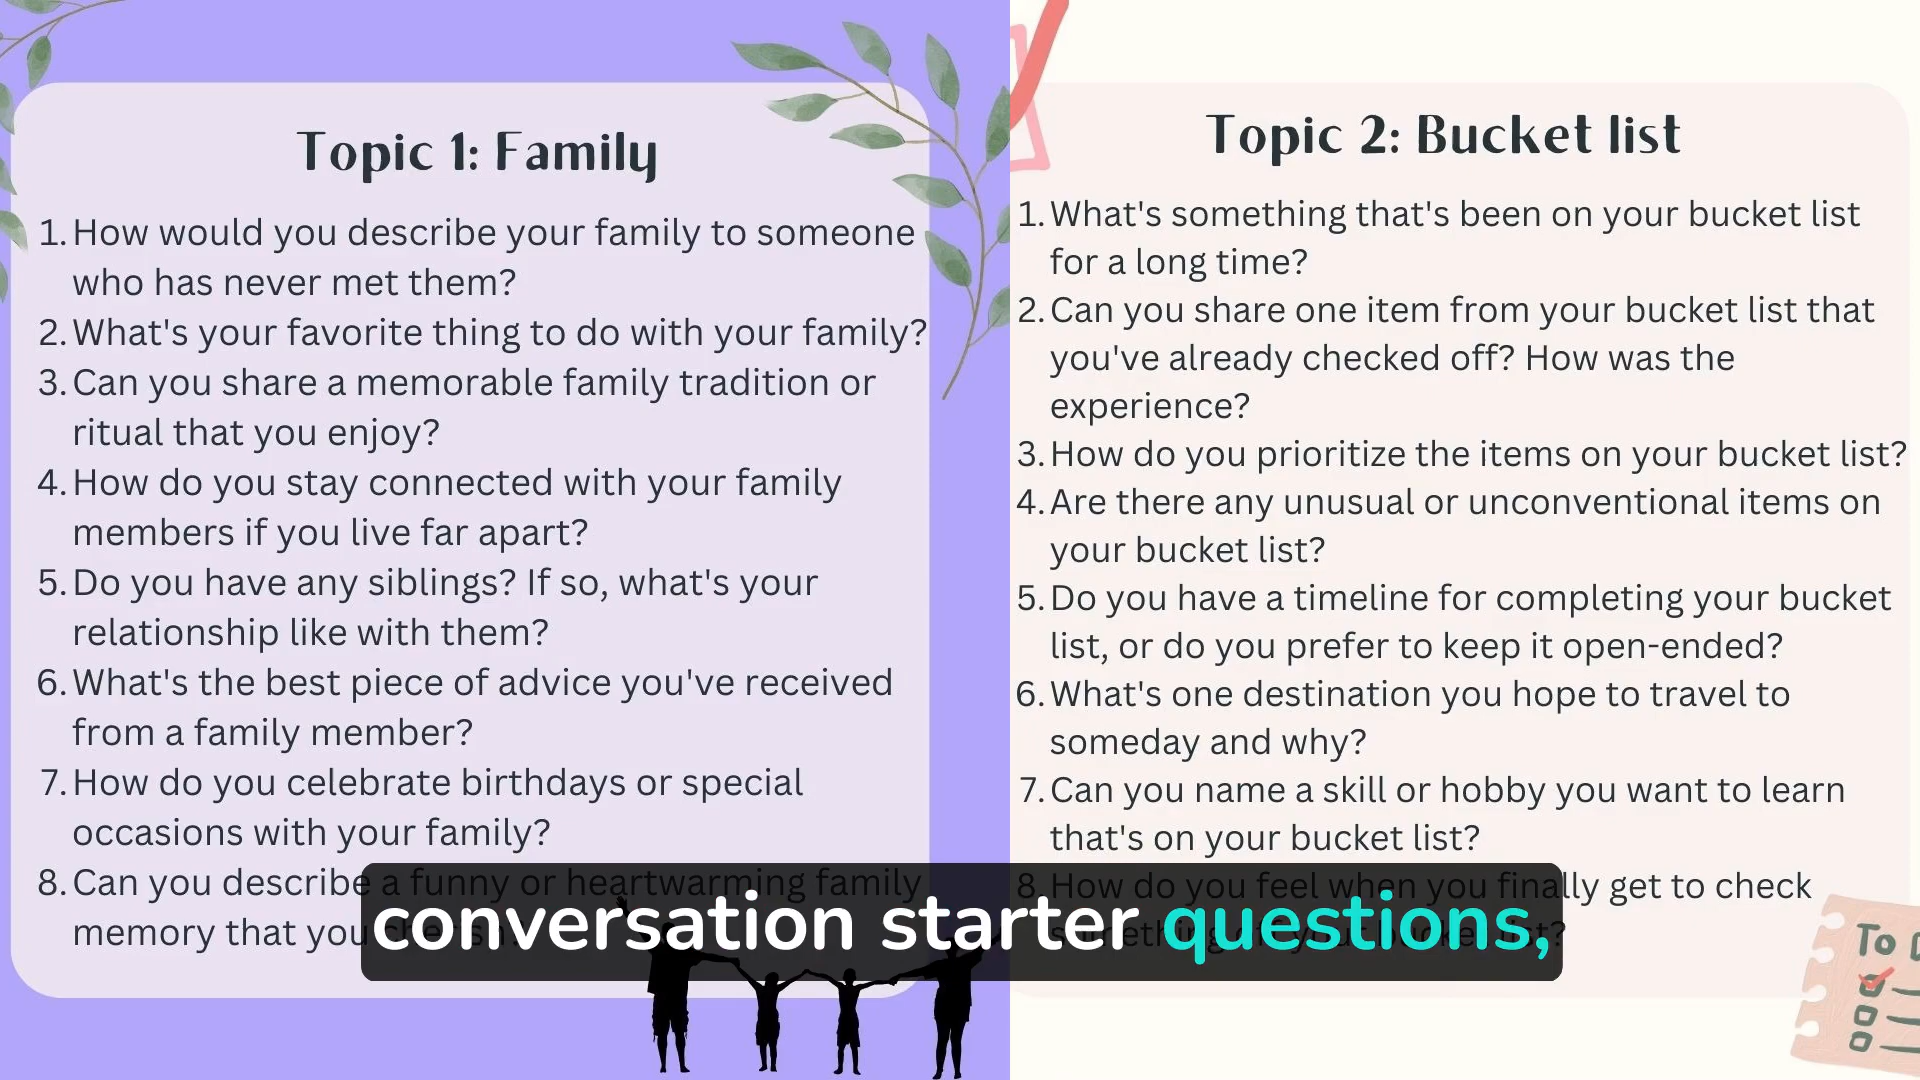 Topic 1: Family
1. How would you describe your family to someone
who has never met them?
2. What's your favorite thing to do with your family?
3. Can you share a memorable family tradition or
ritual that you enjoy?
4. How do you stay connected with your family
members if you live far apart?
5. Do you have any siblings? If so, what's your
relationship like with them?
6. What's the best piece of advice you've received
from a family member?
7. How do you celebrate birthdays or special
occasions with your family?
8. Can you describe a funny or heartwarming family
memory that you
Topic 2: Bucket list
1. What's something that's been on your bucket list
for a long time?
2. Can you share one item from your bucket list that
you've already checked off? How was the
experience?
3. How do you prioritize the items on your bucket list?
4. Are there any unusual or unconventional items on
your bucket list?
5. Do you have a timeline for completing your bucket
list, or do you prefer to keep it open-ended?
6. What's one destination you hope to travel to
someday and why?
7. Can you name a skill or hobby you want to learn
that's on your bucket list?
8. How do you feel when you finally get to check
conversation starter questions,
To